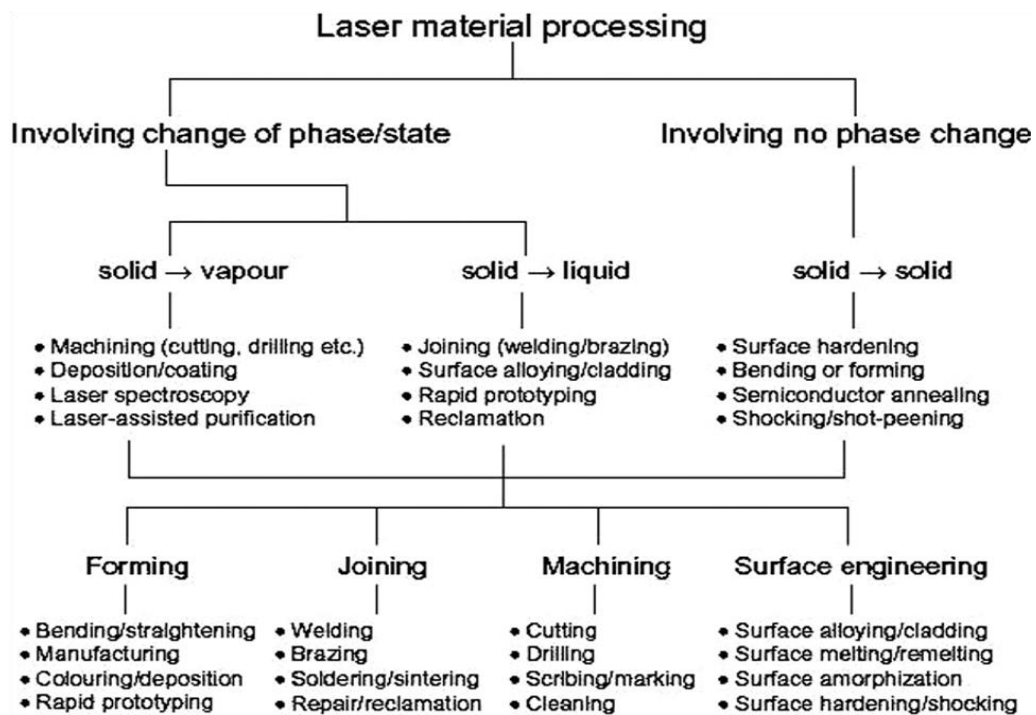 Laser material processing
Involving change of phase/state
Involving no phase change
solid → vapour
solid → liquid
solid → solid
• Machining (cutting, drilling etc.)
• Deposition/coating
• Laser spectroscopy
• Laser-assisted purification
• Joining (welding/brazing)
• Surface alloying/cladding
• Rapid prototyping
• Reclamation
• Surface hardening
• Bending or forming
• Semiconductor annealing
• Shocking/shot-peening
Forming
• Bending/straightening
• Manufacturing
• Colouring/deposition
• Rapid prototyping
Joining
• Welding
• Brazing
• Soldering/sintering
• Repair/reclamation
Machining
• Cutting
• Drilling
• Scribing/marking
• Cleaning
Surface engineering
• Surface alloying/cladding
• Surface melting/remelting
• Surface amorphization
• Surface hardening/shocking